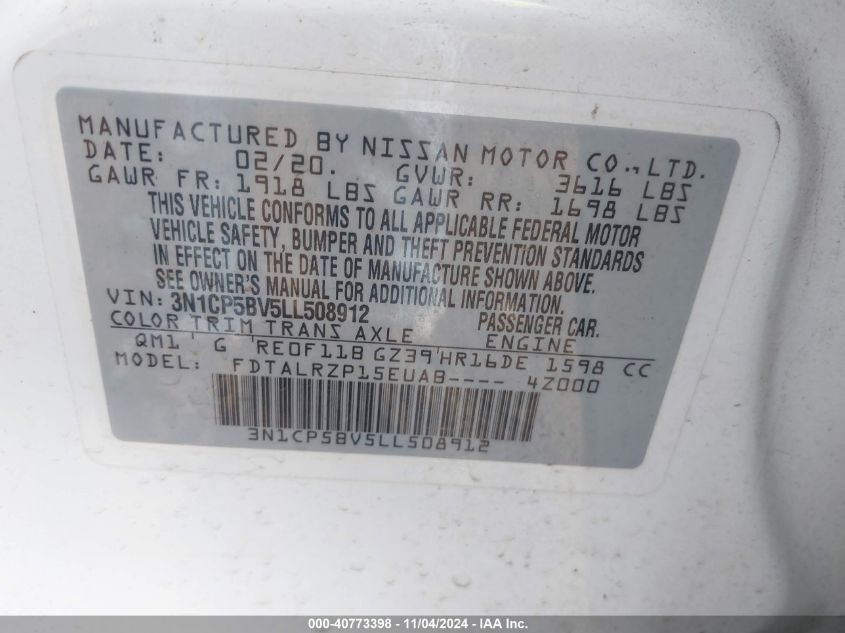 MANUFACTURED BY NISSAN MOTOR CO.,LTD.
DATE: 02/20. GVWR: 3616 LBS
GAWR FR: 1918 LBS GAWR RR: 1698 LBS
THIS VEHICLE CONFORMS TO ALL APPLICABLE FEDERAL MOTOR
VEHICLE SAFETY, BUMPER AND THEFT PREVENTION STANDARDS
IN EFFECT ON THE DATE OF MANUFACTURE SHOWN ABOVE.
SEE OWNER'S MANUAL FOR ADDITIONAL INFORMATION.
VIN: 3N1CP5BV5LL508912 PASSENGER CAR.
COLOR TRIM TRANS AXLE ENGINE
QM1 G RE0F11B GZ39 HR16DE 1598 CC
MODEL: FDTALRZP15EUAB---- 4Z000
3N1CP5BV5LL508912
000-40773398 - 11/04/2024 - IAA Inc.